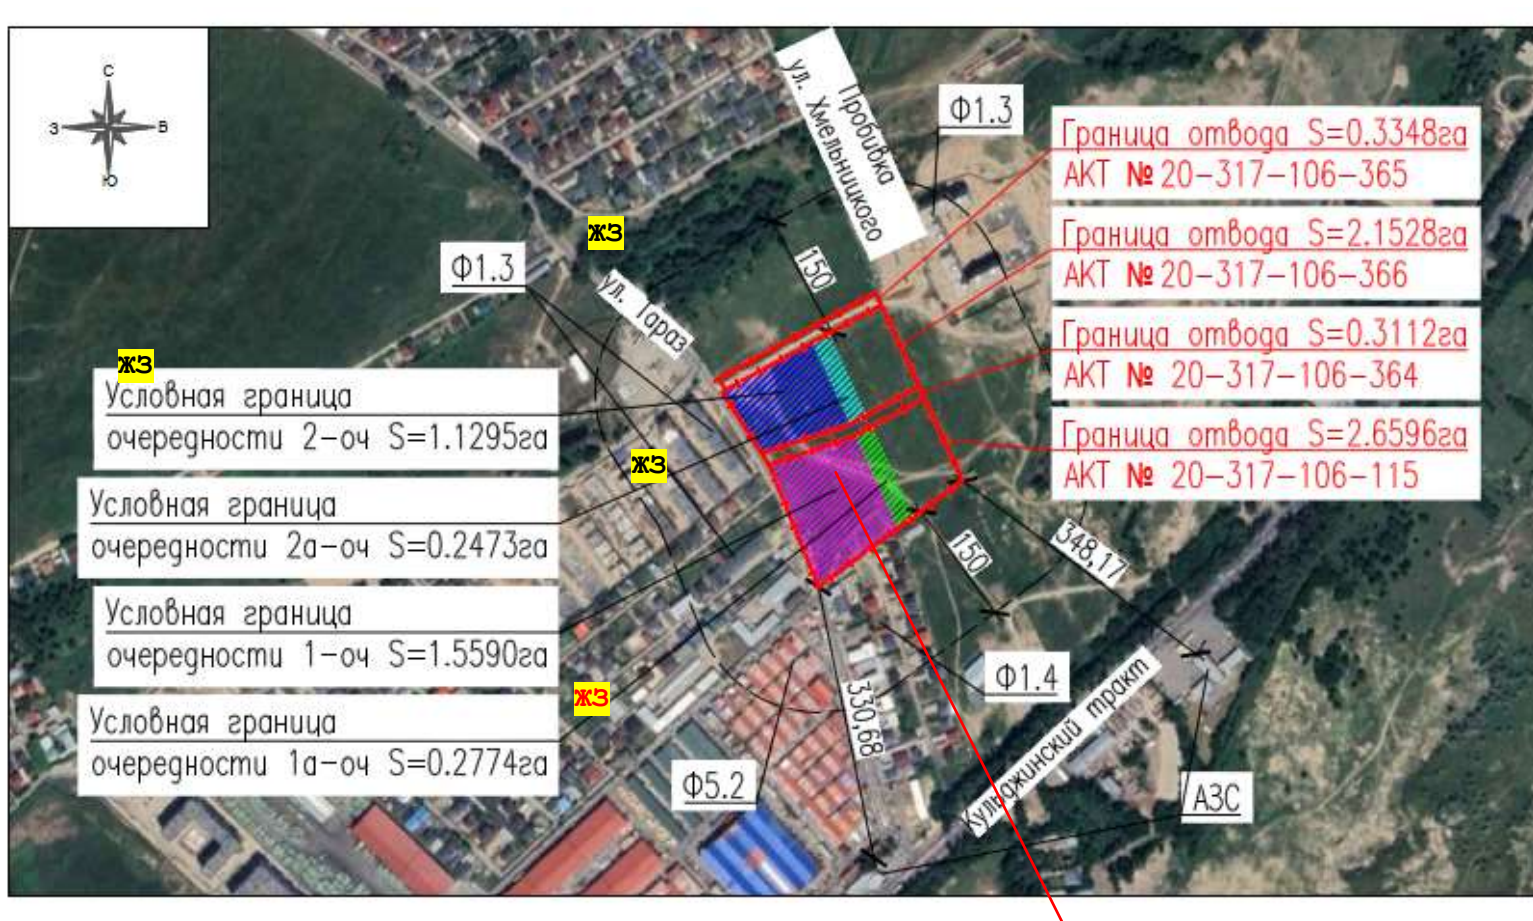 С
З
В
Ю
Пробивка
ул. Хмельницкого
Ф1.3
Граница отвода S=0.3348га
АКТ № 20-317-106-365
Граница отвода S=2.1528га
АКТ № 20-317-106-366
Граница отвода S=0.3112га
АКТ № 20-317-106-364
Граница отвода S=2.6596га
АКТ № 20-317-106-115
ЖЗ
Ф1.3
ул. Тараз
150
ЖЗ
Условная граница
очередности 2-оч S=1.1295га
ЖЗ
Условная граница
очередности 2а-оч S=0.2473га
Условная граница
очередности 1-оч S=1.5590га
ЖЗ
Условная граница
очередности 1а-оч S=0.2774га
150
348,17
Ф1.4
330,68
Ф5.2
Кульджинский тракт
АЗС